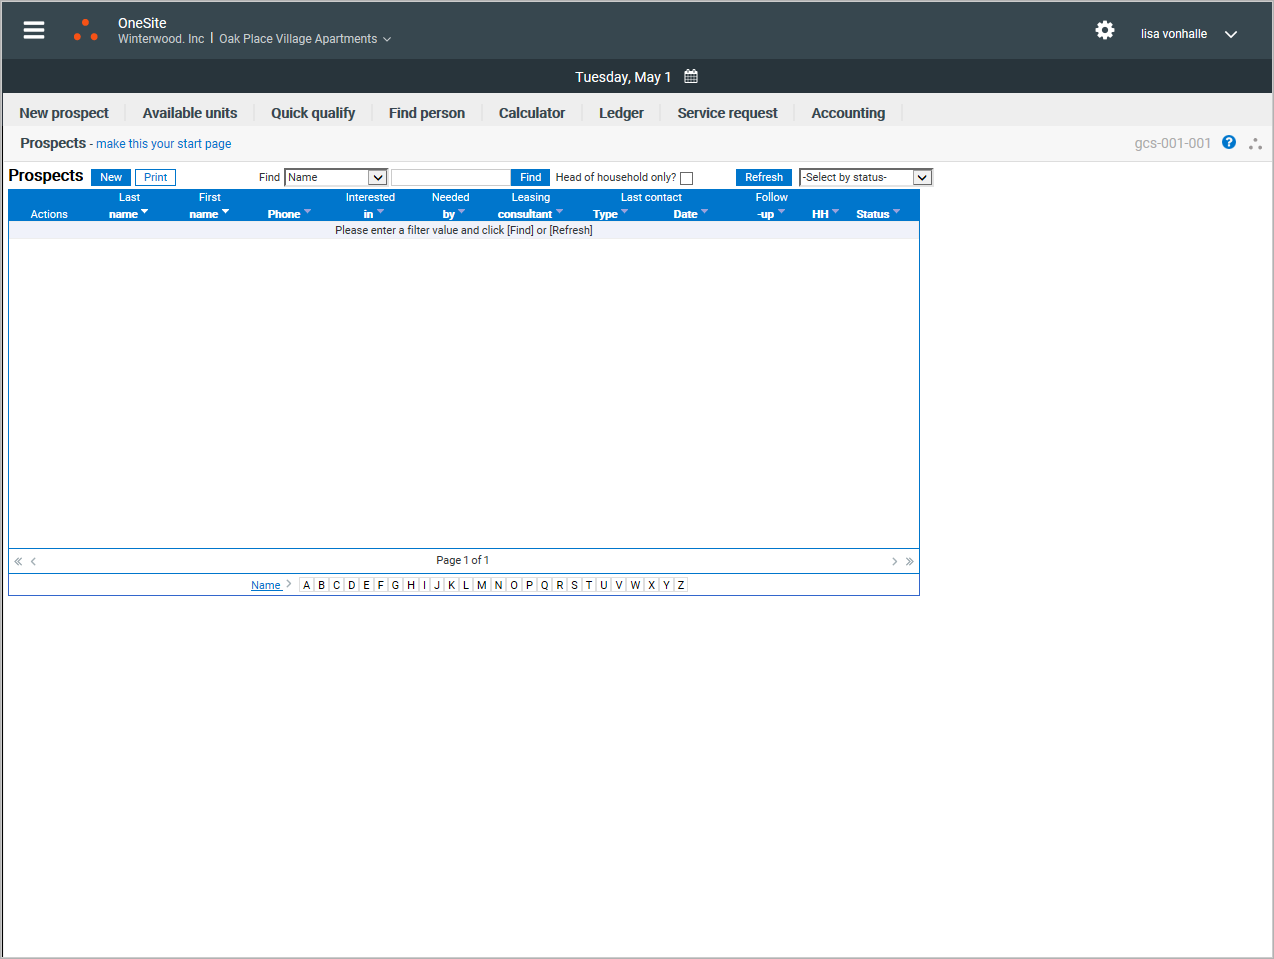 OneSite
Winterwood. Inc | Oak Place Village Apartments
lisa vonhalle
Tuesday, May 1
New prospect Available units Quick qualify Find person Calculator Ledger Service request Accounting
Prospects - make this your start page
gcs-001-001 ?
Prospects New Print Find Name Find Head of household only? Refresh -Select by status-
Last First Interested Needed Leasing Last contact Follow
Actions name name Phone in by consultant Type Date -up HH Status
Please enter a filter value and click [Find] or [Refresh]
« ‹ Page 1 of 1 › »
Name > A B C D E F G H I J K L M N O P Q R S T U V W X Y Z